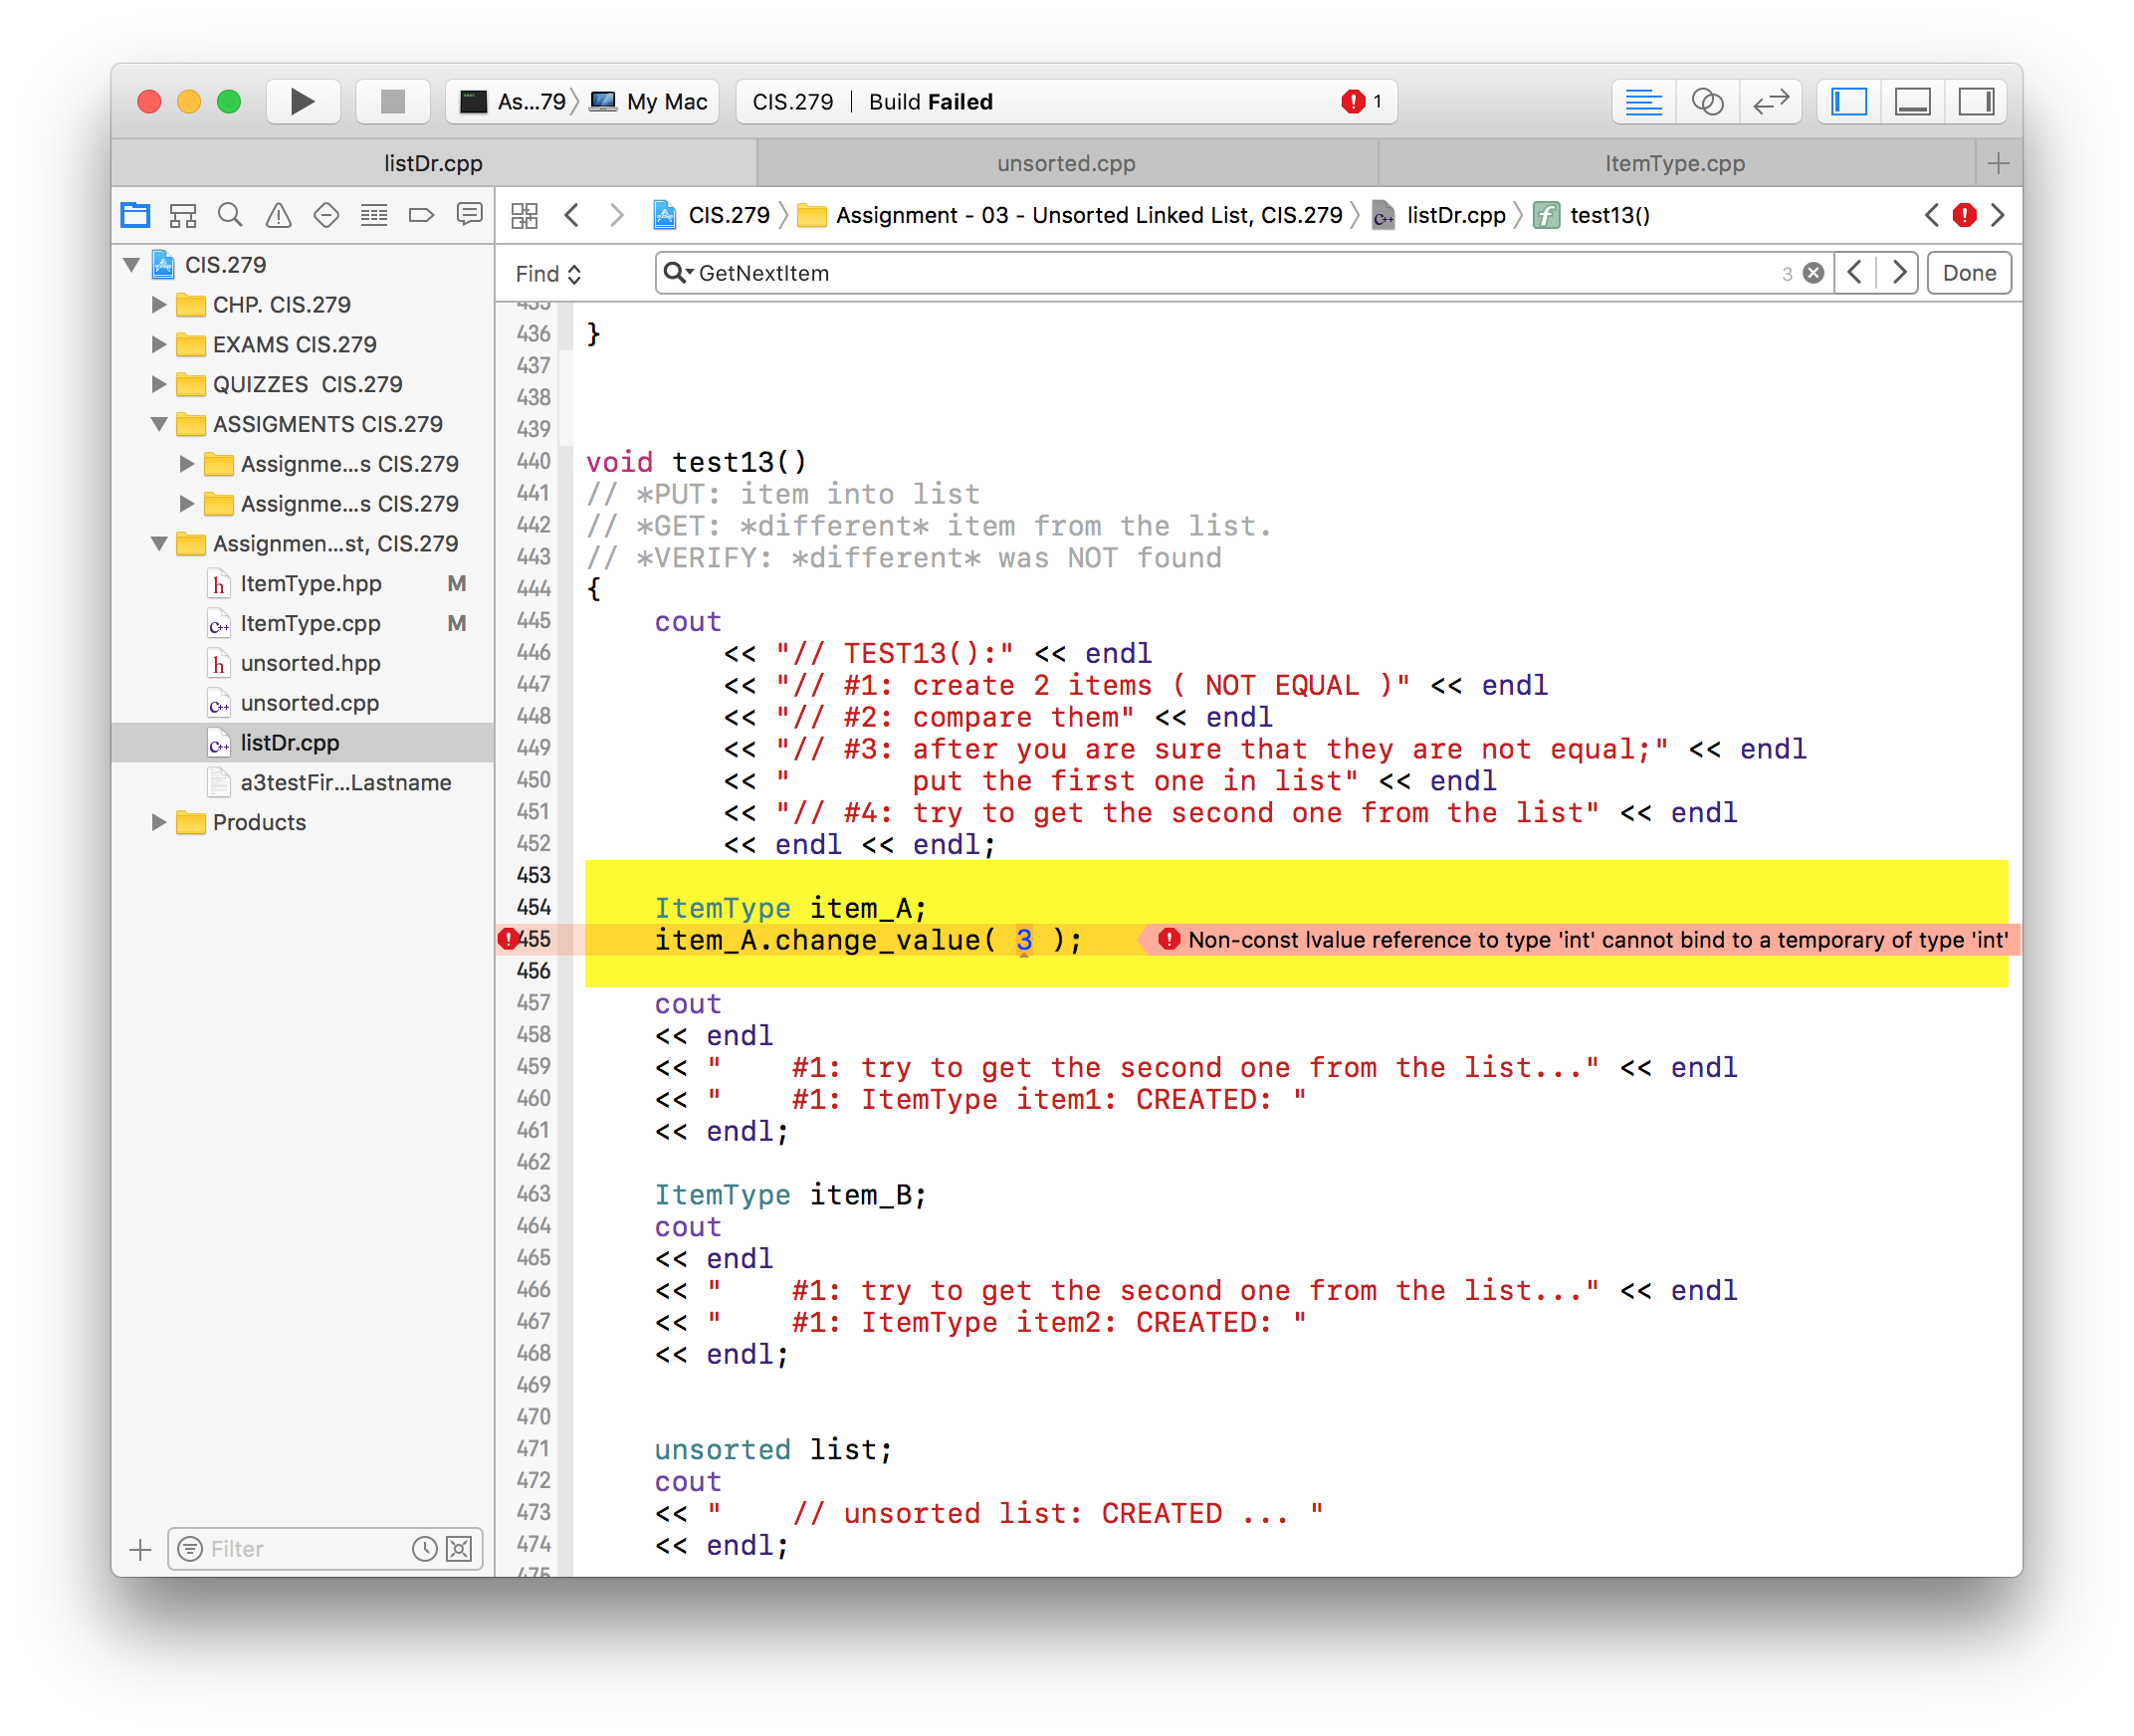 As...79 My Mac CIS.279 | Build Failed 1
listDr.cpp unsorted.cpp ItemType.cpp
CIS.279 Assignment - 03 - Unsorted Linked List, CIS.279 listDr.cpp test13()
Find GetNextItem 3 Done
CIS.279
CHP. CIS.279
EXAMS CIS.279
QUIZZES  CIS.279
ASSIGMENTS CIS.279
Assignme...s CIS.279
Assignme...s CIS.279
Assignmen...st, CIS.279
h ItemType.hpp M
C++ ItemType.cpp M
h unsorted.hpp
C++ unsorted.cpp
C++ listDr.cpp
a3testFir...Lastname
Products
Filter
435
436 }
437
438
439
440 void test13()
441 // *PUT: item into list
442 // *GET: *different* item from the list.
443 // *VERIFY: *different* was NOT found
444 {
445     cout
446         << "// TEST13():" << endl
447         << "// #1: create 2 items ( NOT EQUAL )" << endl
448         << "// #2: compare them" << endl
449         << "// #3: after you are sure that they are not equal;" << endl
450         << "       put the first one in list" << endl
451         << "// #4: try to get the second one from the list" << endl
452         << endl << endl;
453
454     ItemType item_A;
455     item_A.change_value( 3 ); Non-const lvalue reference to type 'int' cannot bind to a temporary of type 'int'
456
457     cout
458     << endl
459     << "    #1: try to get the second one from the list..." << endl
460     << "    #1: ItemType item1: CREATED: "
461     << endl;
462
463     ItemType item_B;
464     cout
465     << endl
466     << "    #1: try to get the second one from the list..." << endl
467     << "    #1: ItemType item2: CREATED: "
468     << endl;
469
470
471     unsorted list;
472     cout
473     << "    // unsorted list: CREATED ... "
474     << endl;
475